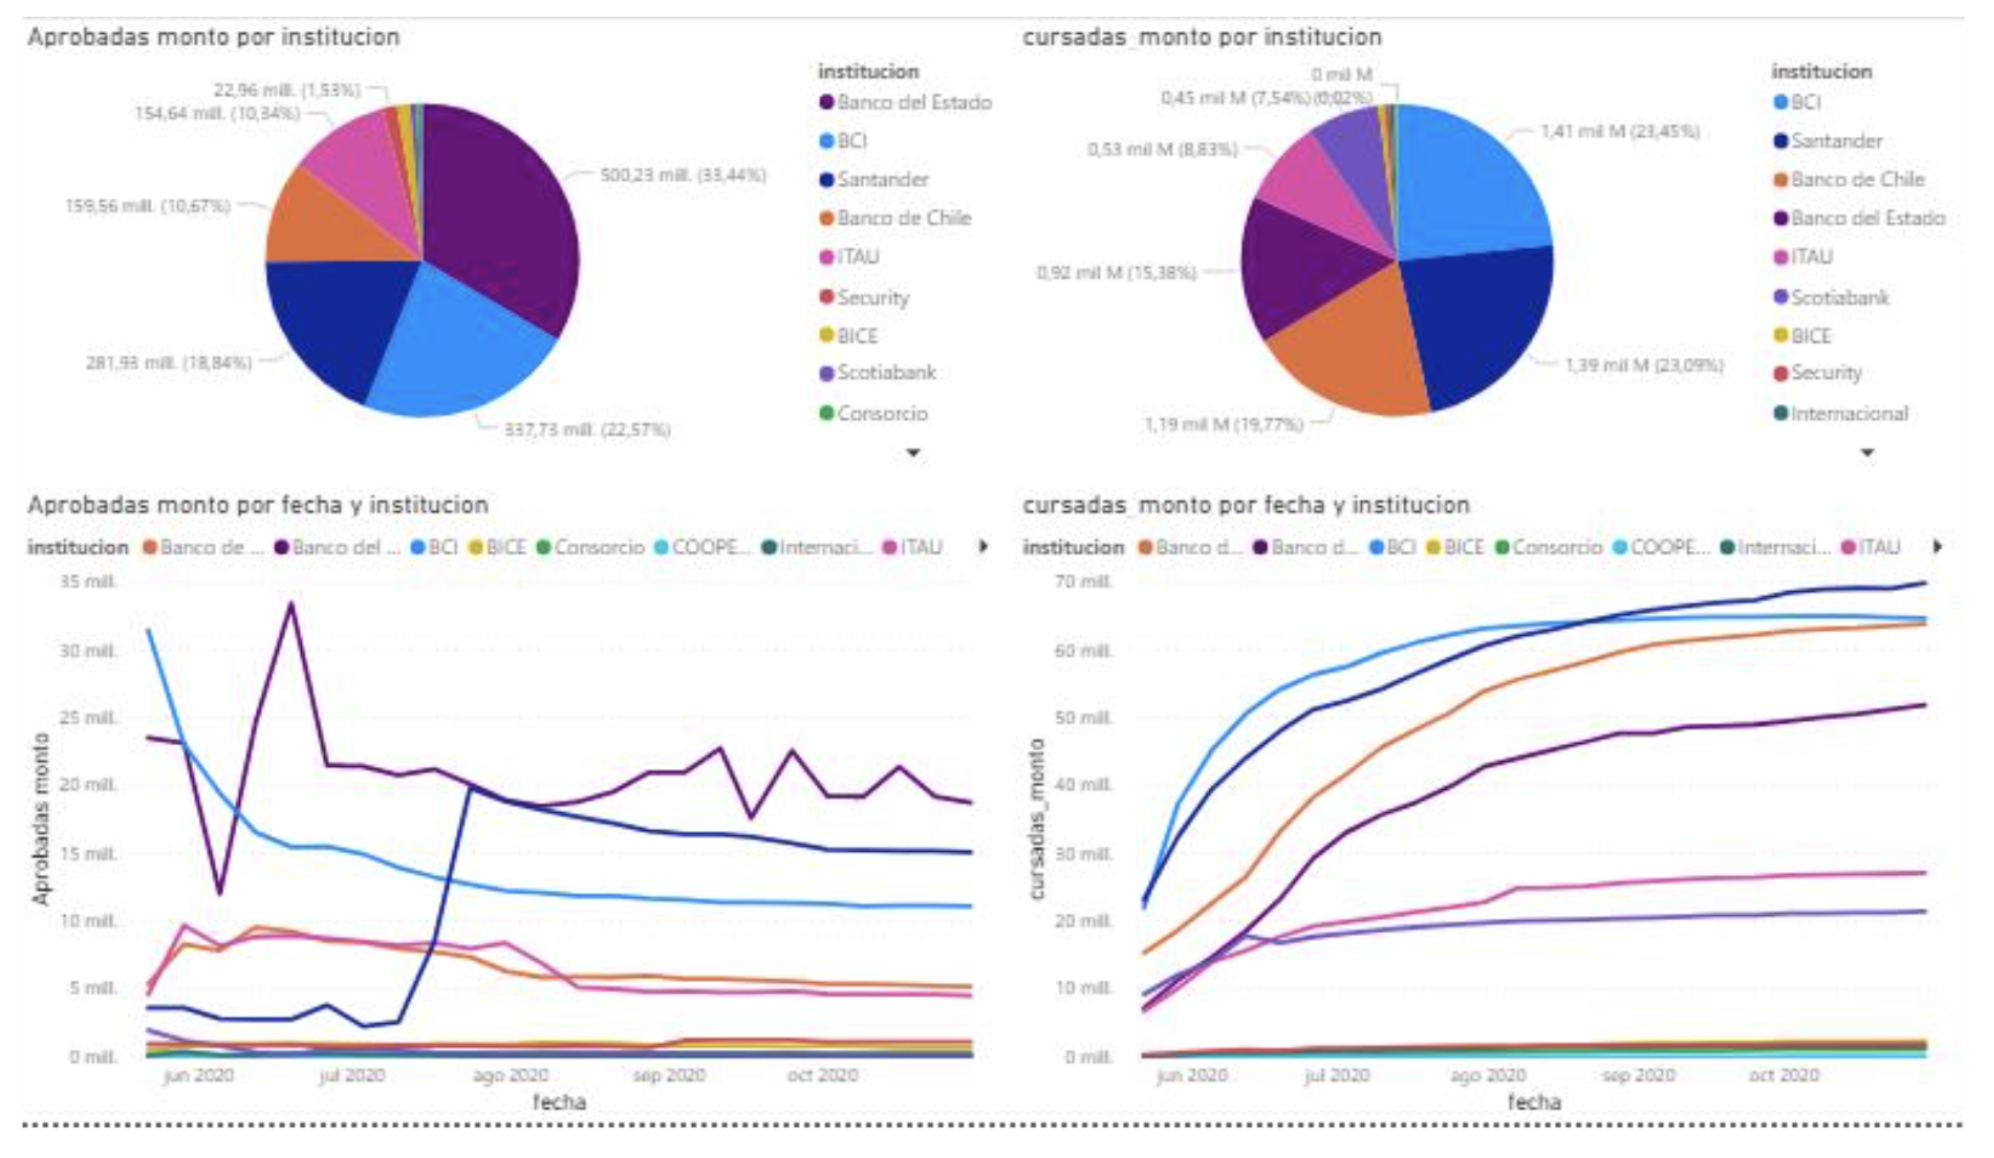 Aprobadas monto por institucion
22,96 mill. (1,53%)
154,64 mill. (10,34%)
159,56 mill. (10,67%)
281,93 mill. (18,84%)
337,73 mill. (22,57%)
500,23 mill. (33,44%)
institucion
Banco del Estado
BCI
Santander
Banco de Chile
ITAU
Security
BICE
Scotiabank
Consorcio
cursadas_monto por institucion
0 mil M
0,45 mil M (7,54%) (0,02%)
0,53 mil M (8,83%)
0,92 mil M (15,38%)
1,19 mil M (19,77%)
1,39 mil M (23,09%)
1,41 mil M (23,45%)
institucion
BCI
Santander
Banco de Chile
Banco del Estado
ITAU
Scotiabank
BICE
Security
Internacional
Aprobadas monto por fecha y institucion
institucion Banco de ... Banco del ... BCI BICE Consorcio COOPE... Internaci... ITAU
35 mill.
30 mill.
25 mill.
20 mill.
15 mill.
10 mill.
5 mill.
0 mill.
Aprobadas monto
jun 2020 jul 2020 ago 2020 sep 2020 oct 2020
fecha
cursadas_monto por fecha y institucion
institucion Banco d... Banco d... BCI BICE Consorcio COOPE... Internaci... ITAU
70 mill.
60 mill.
50 mill.
40 mill.
30 mill.
20 mill.
10 mill.
0 mill.
cursadas_monto
jun 2020 jul 2020 ago 2020 sep 2020 oct 2020
fecha